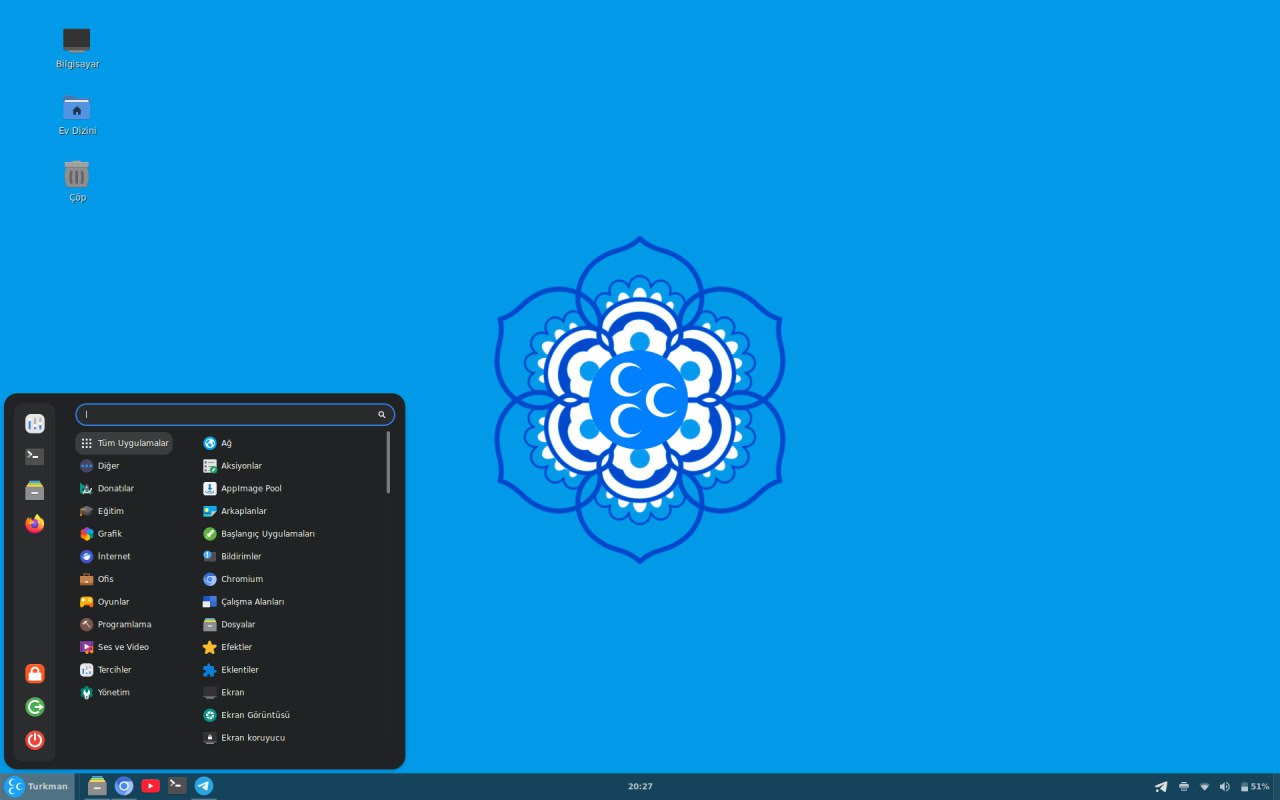 Bilgisayar
Ev Dizini
Çöp
Tüm Uygulamalar
Diğer
Donatılar
Eğitim
Grafik
İnternet
Ofis
Oyunlar
Programlama
Ses ve Video
Tercihler
Yönetim
Ağ
Aksiyonlar
AppImage Pool
Arkaplanlar
Başlangıç Uygulamaları
Bildirimler
Chromium
Çalışma Alanları
Dosyalar
Efektler
Eklentiler
Ekran
Ekran Görüntüsü
Ekran koruyucu
Turkman
20:27
51%